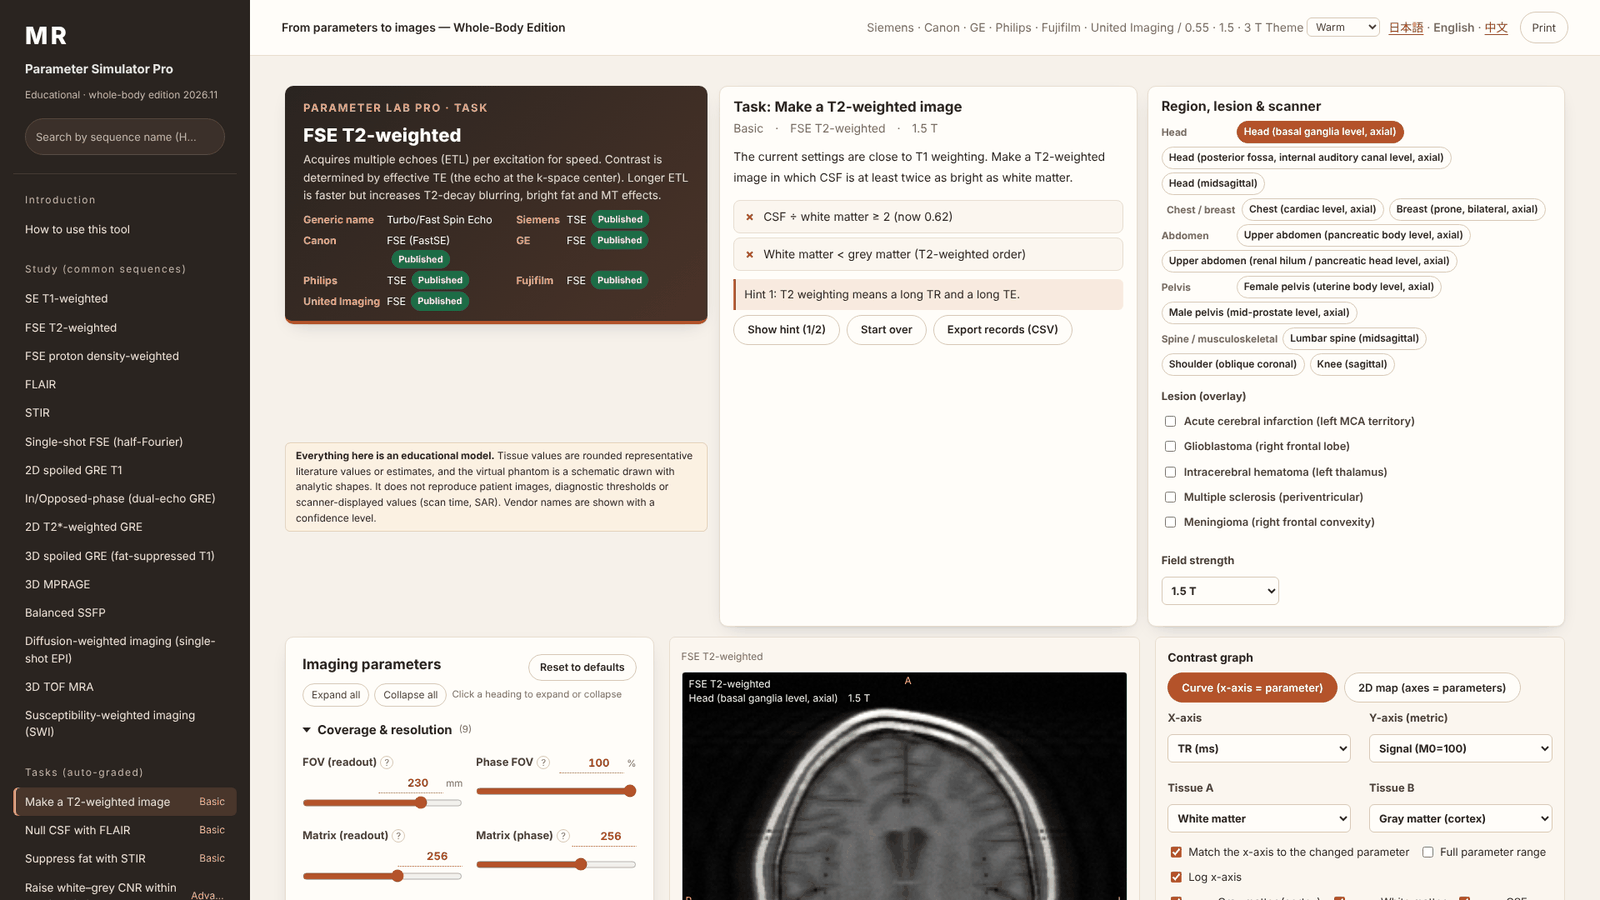 MR
Parameter Simulator Pro
Educational · whole-body edition 2026.11
Search by sequence name (H...
Introduction
How to use this tool
Study (common sequences)
SE T1-weighted
FSE T2-weighted
FSE proton density-weighted
FLAIR
STIR
Single-shot FSE (half-Fourier)
2D spoiled GRE T1
In/Opposed-phase (dual-echo GRE)
2D T2*-weighted GRE
3D spoiled GRE (fat-suppressed T1)
3D MPRAGE
Balanced SSFP
Diffusion-weighted imaging (single-
shot EPI)
3D TOF MRA
Susceptibility-weighted imaging
(SWI)
Tasks (auto-graded)
Make a T2-weighted image Basic
Null CSF with FLAIR Basic
Suppress fat with STIR Basic
Raise white–grey CNR within Adva...
From parameters to images — Whole-Body Edition
Siemens · Canon · GE · Philips · Fujifilm · United Imaging / 0.55 · 1.5 · 3 T Theme Warm 日本語 · English · 中文 Print
PARAMETER LAB PRO · TASK
FSE T2-weighted
Acquires multiple echoes (ETL) per excitation for speed. Contrast is
determined by effective TE (the echo at the k-space center). Longer ETL
is faster but increases T2-decay blurring, bright fat and MT effects.
Generic name Turbo/Fast Spin Echo Siemens TSE Published
Canon FSE (FastSE) Published GE FSE Published
Philips TSE Published Fujifilm FSE Published
United Imaging FSE Published
Everything here is an educational model. Tissue values are rounded representative
literature values or estimates, and the virtual phantom is a schematic drawn with
analytic shapes. It does not reproduce patient images, diagnostic thresholds or
scanner-displayed values (scan time, SAR). Vendor names are shown with a
confidence level.
Task: Make a T2-weighted image
Basic · FSE T2-weighted · 1.5 T
The current settings are close to T1 weighting. Make a T2-weighted
image in which CSF is at least twice as bright as white matter.
× CSF ÷ white matter ≥ 2 (now 0.62)
× White matter < grey matter (T2-weighted order)
Hint 1: T2 weighting means a long TR and a long TE.
Show hint (1/2) Start over Export records (CSV)
Region, lesion & scanner
Head Head (basal ganglia level, axial)
Head (posterior fossa, internal auditory canal level, axial)
Head (midsagittal)
Chest / breast Chest (cardiac level, axial) Breast (prone, bilateral, axial)
Abdomen Upper abdomen (pancreatic body level, axial)
Upper abdomen (renal hilum / pancreatic head level, axial)
Pelvis Female pelvis (uterine body level, axial)
Male pelvis (mid-prostate level, axial)
Spine / musculoskeletal Lumbar spine (midsagittal)
Shoulder (oblique coronal) Knee (sagittal)
Lesion (overlay)
Acute cerebral infarction (left MCA territory)
Glioblastoma (right frontal lobe)
Intracerebral hematoma (left thalamus)
Multiple sclerosis (periventricular)
Meningioma (right frontal convexity)
Field strength
1.5 T
Imaging parameters Reset to defaults
Expand all Collapse all Click a heading to expand or collapse
Coverage & resolution (9)
FOV (readout) ? 230 mm
Phase FOV ? 100 %
Matrix (readout) ? 256
Matrix (phase) ? 256
FSE T2-weighted
FSE T2-weighted
Head (basal ganglia level, axial) 1.5 T
A
Contrast graph
Curve (x-axis = parameter) 2D map (axes = parameters)
X-axis Y-axis (metric)
TR (ms) Signal (M0=100)
Tissue A Tissue B
White matter Gray matter (cortex)
Match the x-axis to the changed parameter Full parameter range
Log x-axis